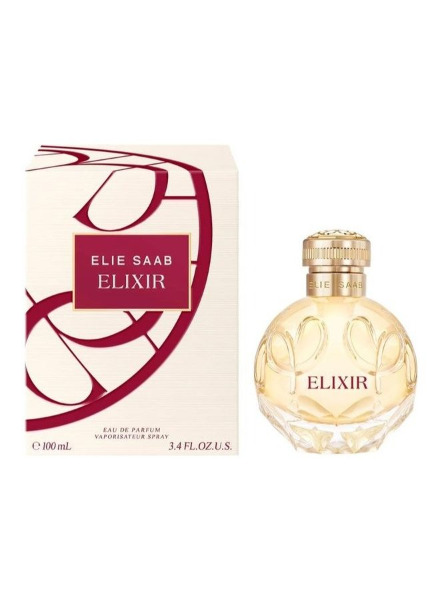 ELIE SAAB
ELIXIR
EAU DE PARFUM
VAPORISATEUR SPRAY
℮ 100 mL 3.4 FL.OZ.U.S.
ELIE SAAB
ELIXIR